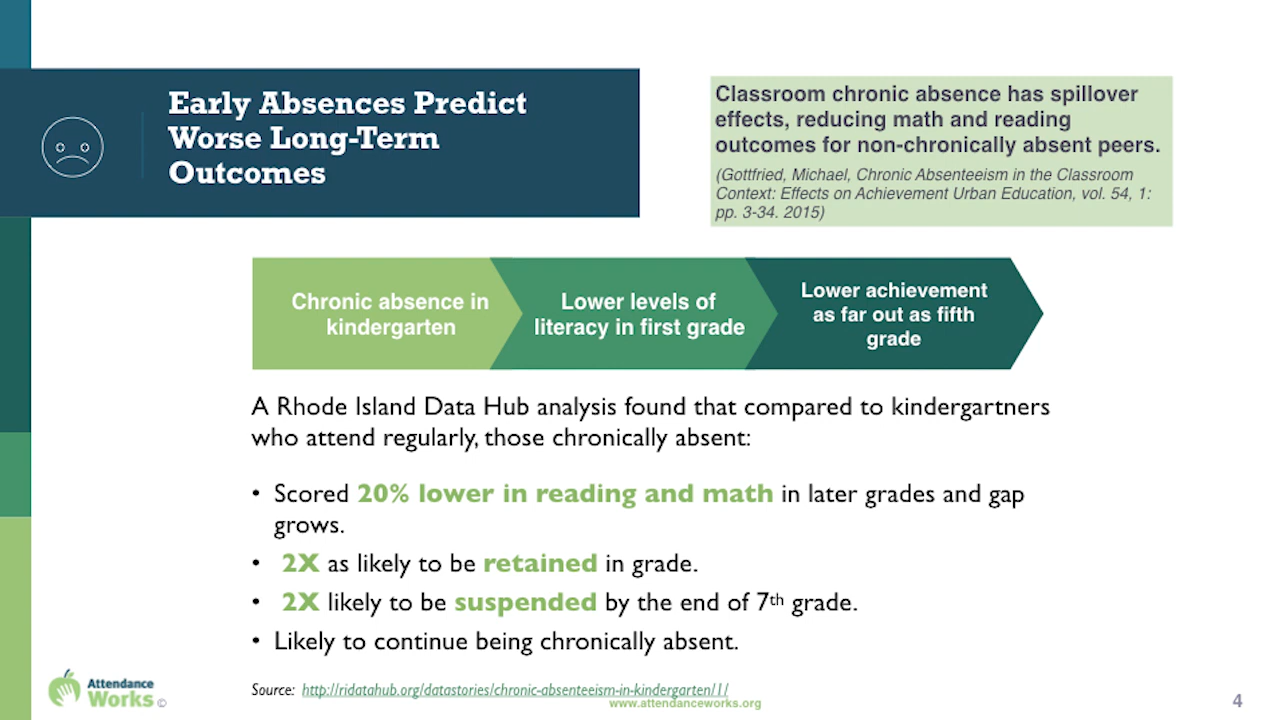 Early Absences Predict
Worse Long-Term
Outcomes
Classroom chronic absence has spillover
effects, reducing math and reading
outcomes for non-chronically absent peers.
(Gottfried, Michael, Chronic Absenteeism in the Classroom
Context: Effects on Achievement Urban Education, vol. 54, 1:
pp. 3-34. 2015)
Chronic absence in
kindergarten
Lower levels of
literacy in first grade
Lower achievement
as far out as fifth
grade
A Rhode Island Data Hub analysis found that compared to kindergartners
who attend regularly, those chronically absent:
• Scored 20% lower in reading and math in later grades and gap
grows.
• 2X as likely to be retained in grade.
• 2X likely to be suspended by the end of 7th grade.
• Likely to continue being chronically absent.
Attendance
Works ©
Source: http://ridatahub.org/datastories/chronic-absenteeism-in-kindergarten/1/
www.attendanceworks.org
4